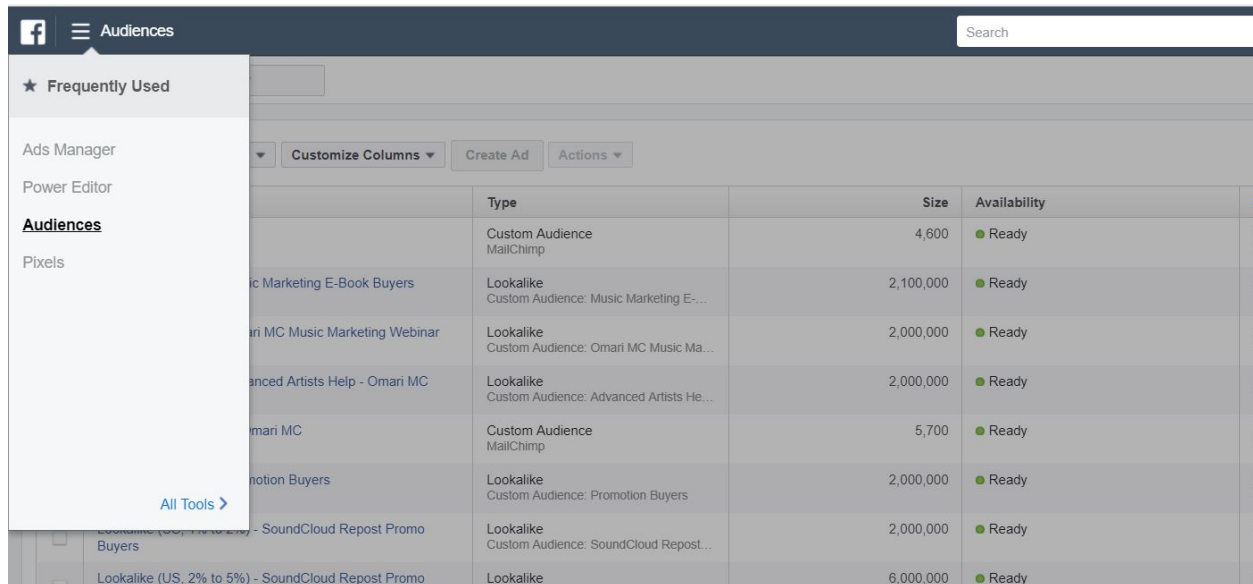 Audiences
Search
Frequently Used
Ads Manager
Power Editor
Audiences
Pixels
All Tools
Customize Columns
Create Ad
Actions
Type
Size
Availability
Custom Audience
MailChimp
4,600
Ready
Marketing E-Book Buyers
Lookalike
Custom Audience: Music Marketing E-...
2,100,000
Ready
MC Music Marketing Webinar
Lookalike
Custom Audience: Omari MC Music Ma...
2,000,000
Ready
Artists Help - Omari MC
Lookalike
Custom Audience: Advanced Artists He...
2,000,000
Ready
MC
Custom Audience
MailChimp
5,700
Ready
Buyers
Lookalike
Custom Audience: Promotion Buyers
2,000,000
Ready
Lookalike (US, 1% to 2%) - SoundCloud Repost Promo
Buyers
Lookalike
Custom Audience: SoundCloud Repost...
2,000,000
Ready
Lookalike (US, 2% to 5%) - SoundCloud Repost Promo
Lookalike
6,000,000
Ready